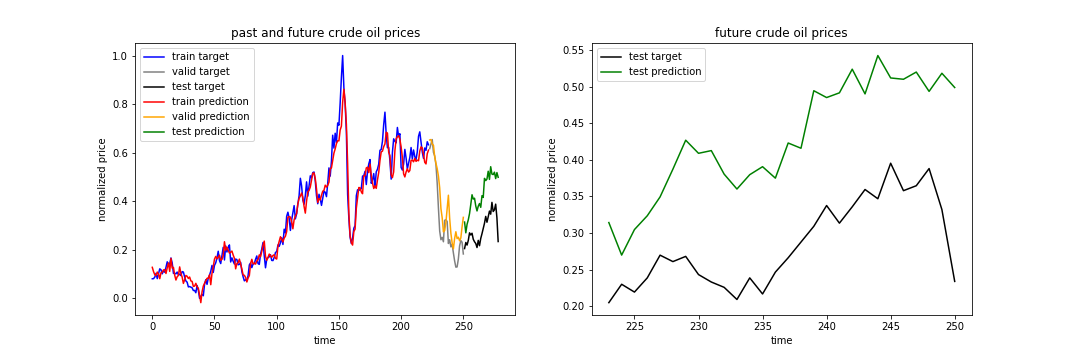 past and future crude oil prices
normalized price
1.0
0.8
0.6
0.4
0.2
0.0
train target
valid target
test target
train prediction
valid prediction
test prediction
0
50
100
150
200
250
time
future crude oil prices
normalized price
0.55
0.50
0.45
0.40
0.35
0.30
0.25
0.20
test target
test prediction
225
230
235
240
245
250
time